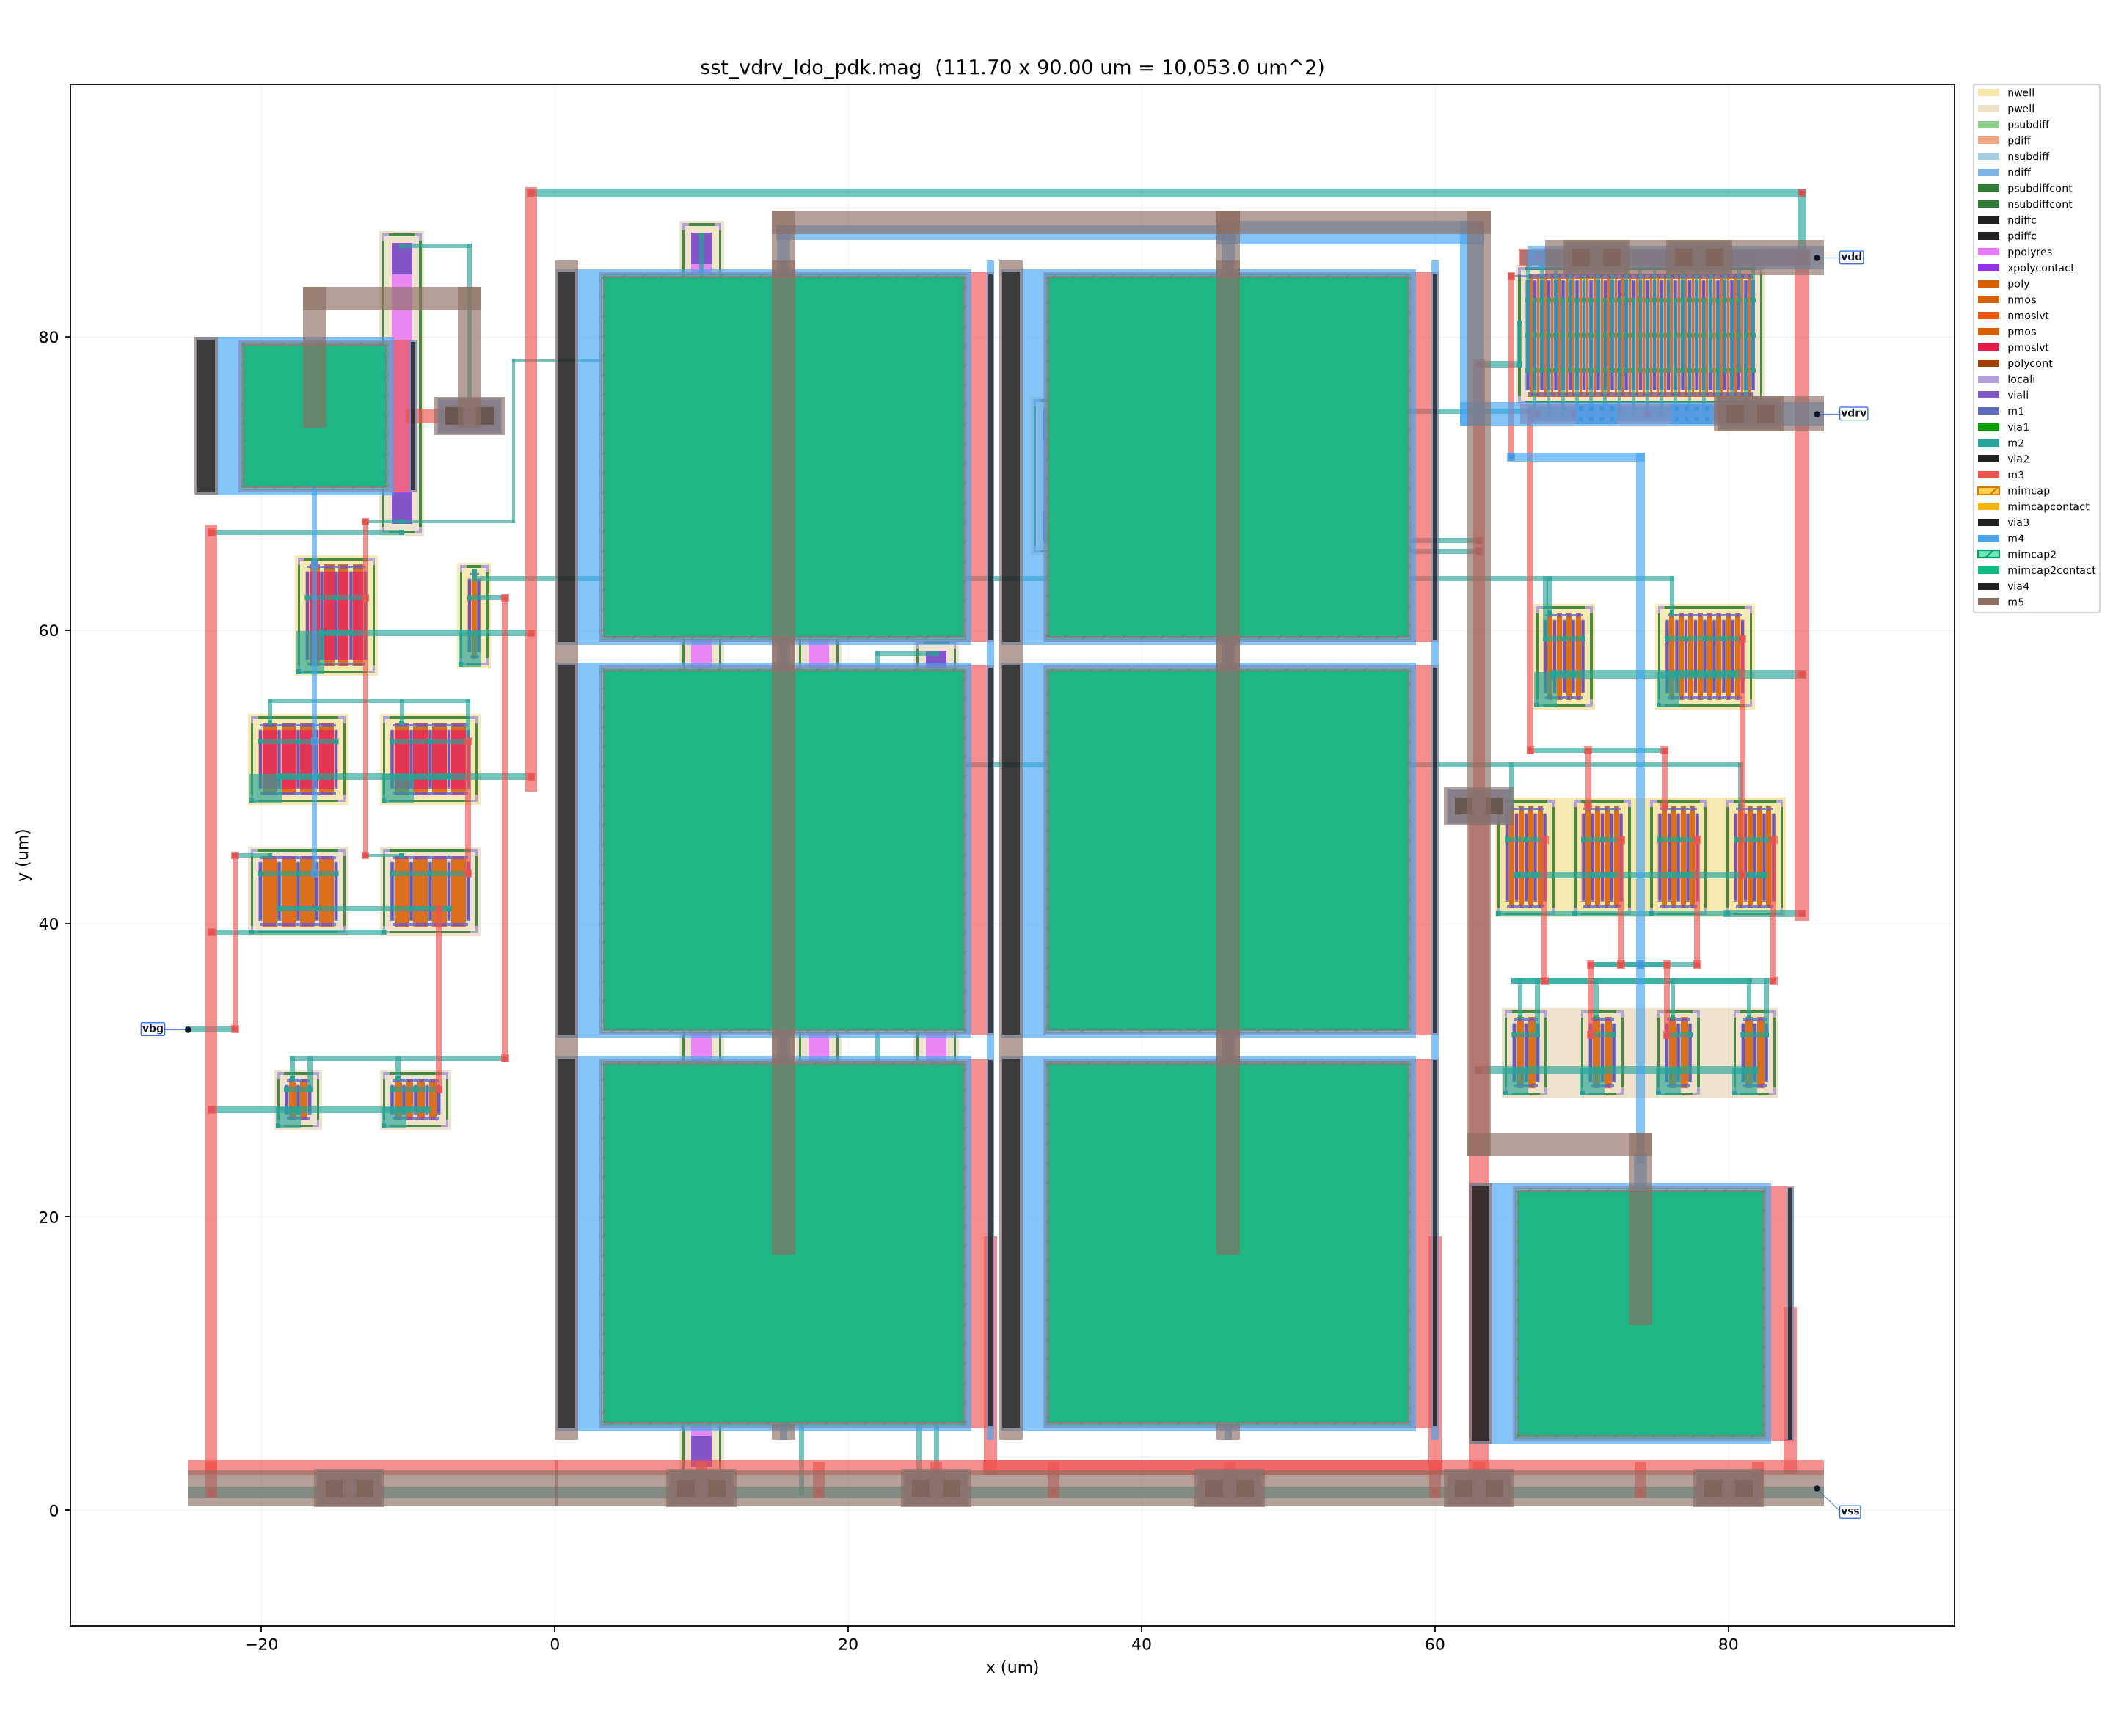 sst_vdrv_ldo_pdk.mag (111.70 x 90.00 um = 10,053.0 um^2)
nwell
pwell
psubdiff
pdiff
nsubdiff
ndiff
psubdiffcont
nsubdiffcont
ndiffc
pdiffc
ppolyres
xpolycontact
poly
nmos
nmoslvt
pmos
pmoslvt
polycont
locali
viali
m1
via1
m2
via2
m3
mimcap
mimcapcontact
via3
m4
mimcap2
mimcap2contact
via4
m5
vdd
vdrv
vbg
vss
80
60
40
20
0
y (um)
−20
0
20
40
60
80
x (um)